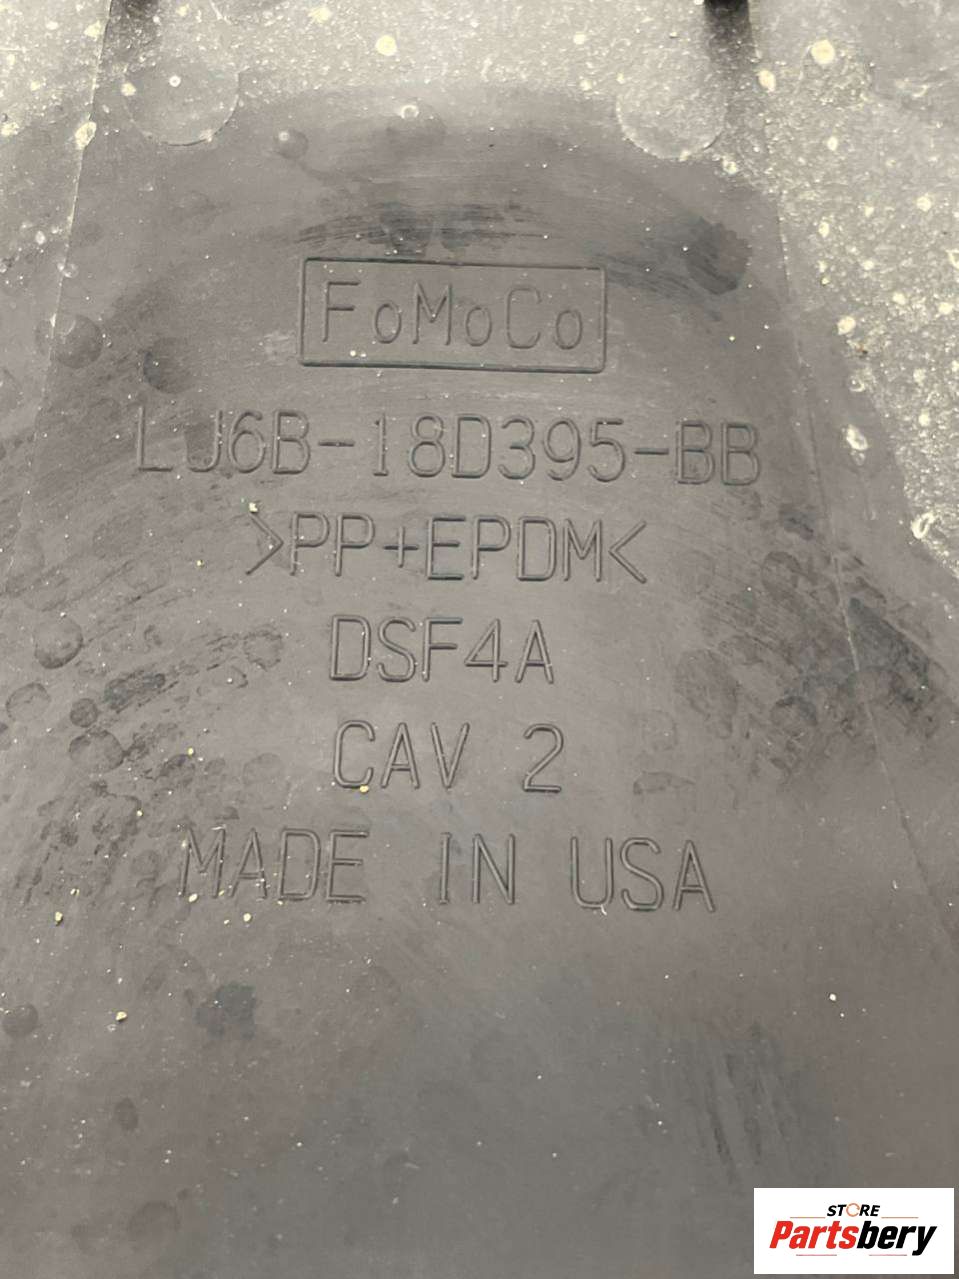 FoMoCo
LJ6B-18D395-BB
>PP+EPDM<
DSF4A
CAV 2
MADE IN USA
STORE
Partsbery